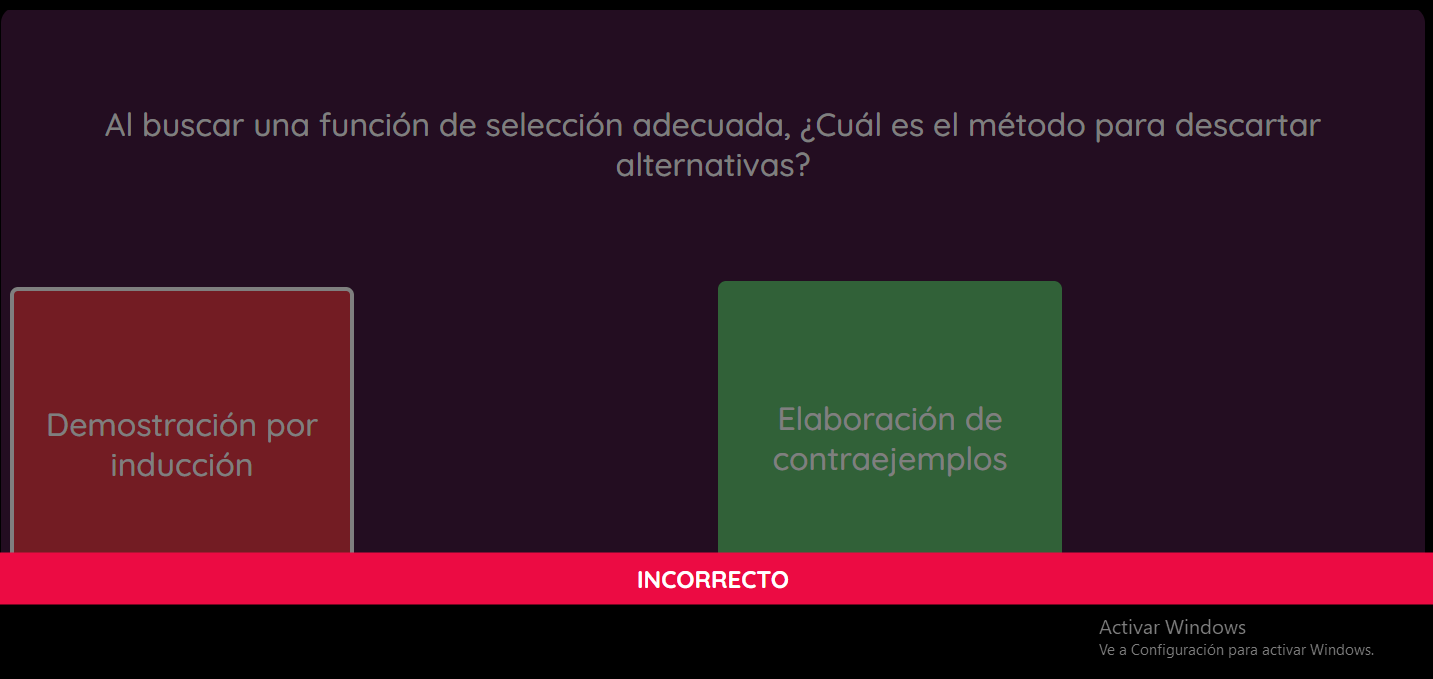 Al buscar una función de selección adecuada, ¿Cuál es el método para descartar
alternativas?
Demostración por
inducción
Elaboración de
contraejemplos
INCORRECTO
Activar Windows
Ve a Configuración para activar Windows.